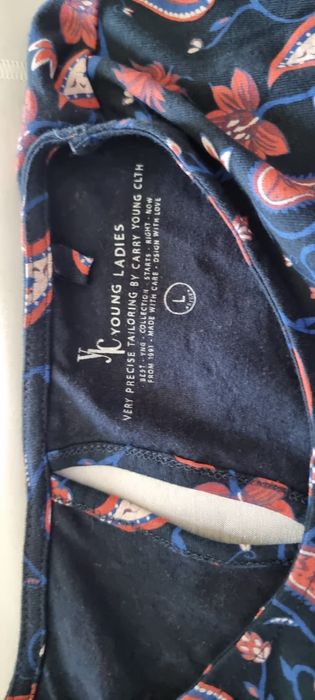 YC YOUNG LADIES
VERY PRECISE TAILORING BY CARRY YOUNG CLTH
BEST - YNG - COLLECTION - STARTS - RIGHT - NOW
FROM 1991 - MADE WITH CARE - DSIGN WITH LOVE
L